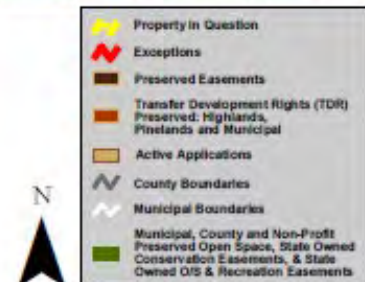 Property in Question
Exceptions
Preserved Easements
Transfer Development Rights (TDR)
Preserved: Highlands,
Pinelands and Municipal
Active Applications
County Boundaries
Municipal Boundaries
Municipal, County and Non-Profit
Preserved Open Space, State Owned
Conservation Easements, & State
Owned O/S & Recreation Easements
N